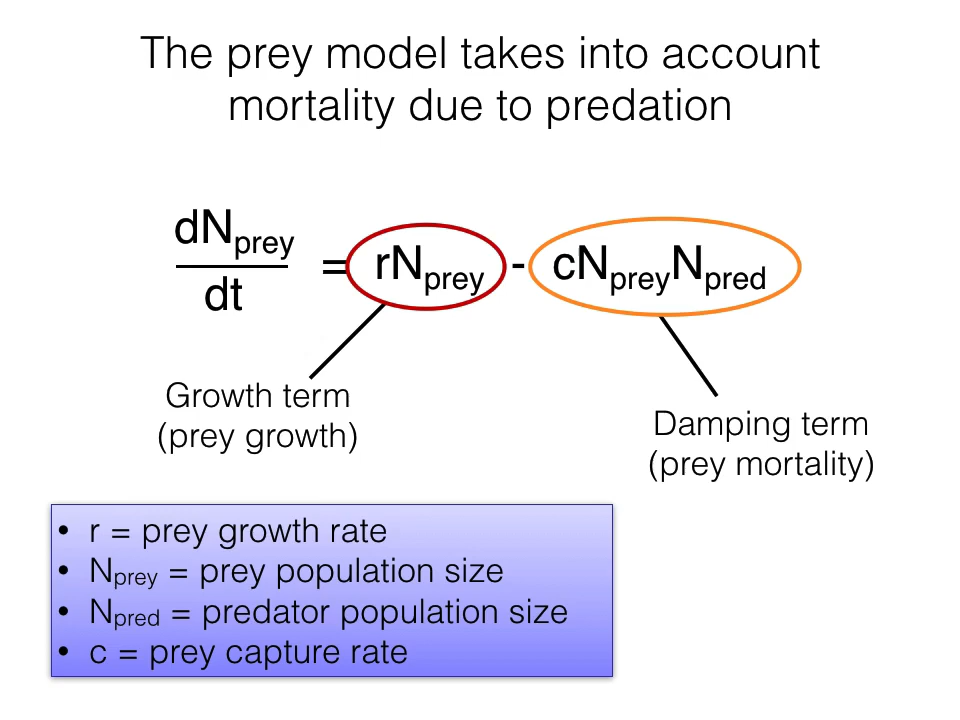 The prey model takes into account
mortality due to predation
dNprey
dt
= rNprey - cNpreyNpred
Growth term
(prey growth)
Damping term
(prey mortality)
• r = prey growth rate
• Nprey = prey population size
• Npred = predator population size
• c = prey capture rate